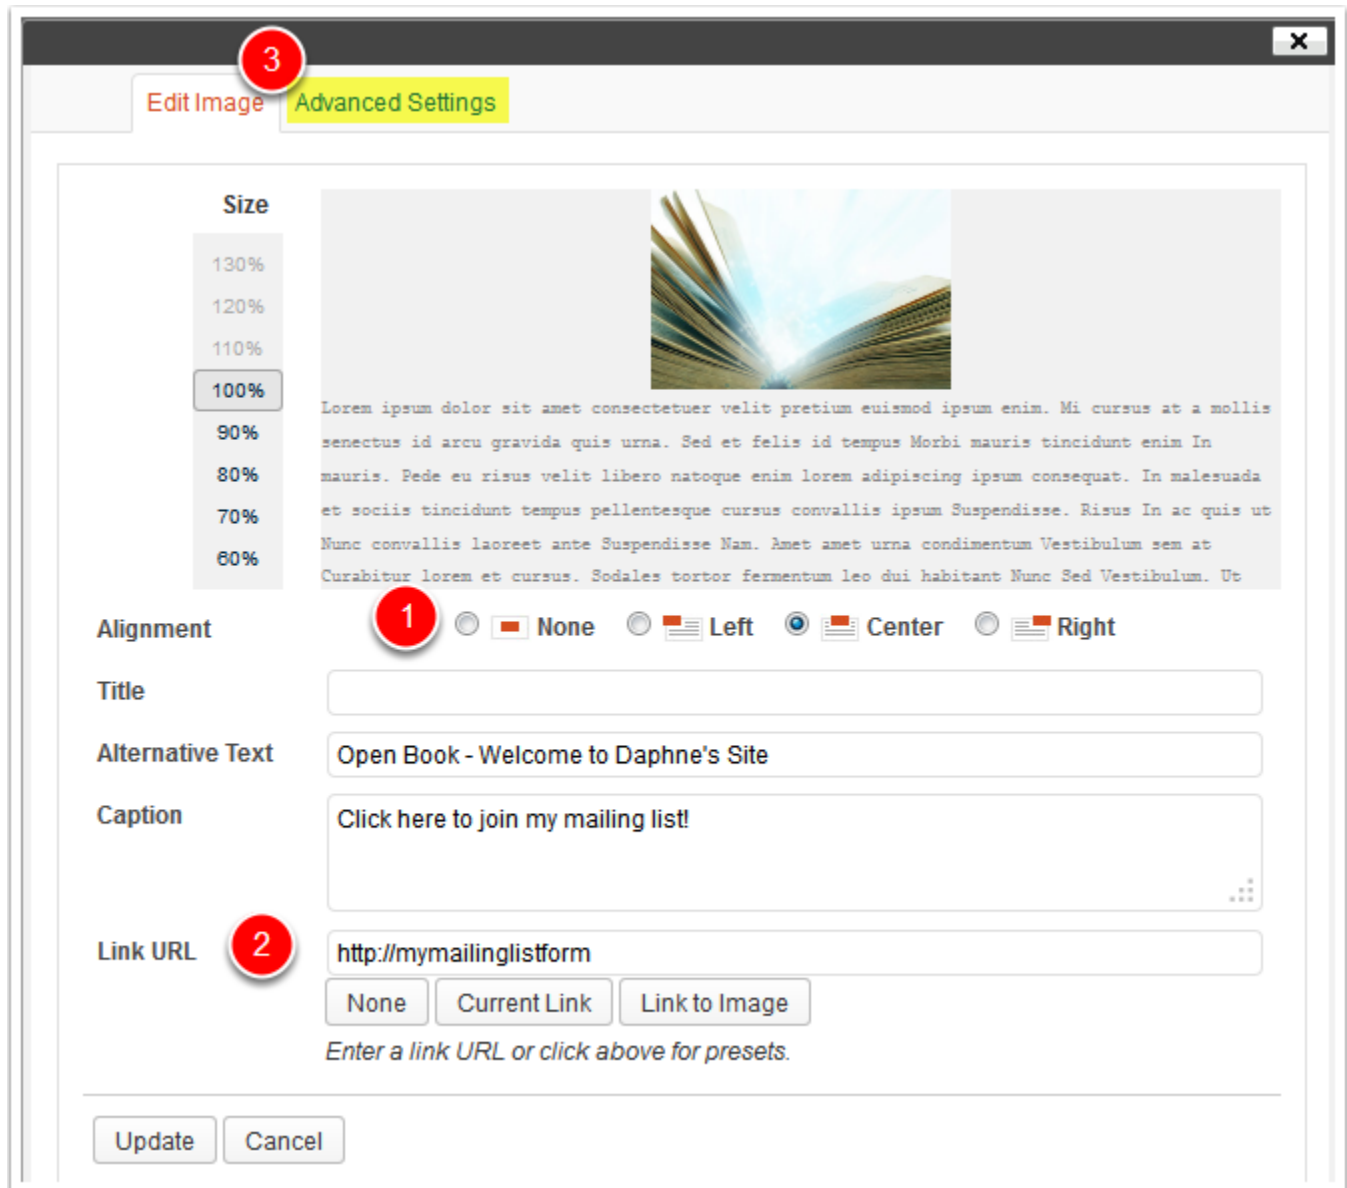 3
Edit Image Advanced Settings
Size
130%
120%
110%
100%
90%
80%
70%
60%
Lorem ipsum dolor sit amet consectetuer velit pretium euismod ipsum enim. Mi cursus at a mollis
senectus id arcu gravida quis urna. Sed et felis id tempus Morbi mauris tincidunt enim In
mauris. Pede eu risus velit libero natoque enim lorem adipiscing ipsum consequat. In malesuada
et sociis tincidunt tempus pellentesque cursus convallis ipsum Suspendisse. Risus In ac quis ut
Nunc convallis laoreet ante Suspendisse Nam. Amet amet urna condimentum Vestibulum sem at
Curabitur lorem et cursus. Sodales tortor fermentum leo dui habitant Nunc Sed Vestibulum. Ut
Alignment 1 None Left Center Right
Title
Alternative Text Open Book - Welcome to Daphne's Site
Caption Click here to join my mailing list!
Link URL 2 http://mymailinglistform
None Current Link Link to Image
Enter a link URL or click above for presets.
Update Cancel